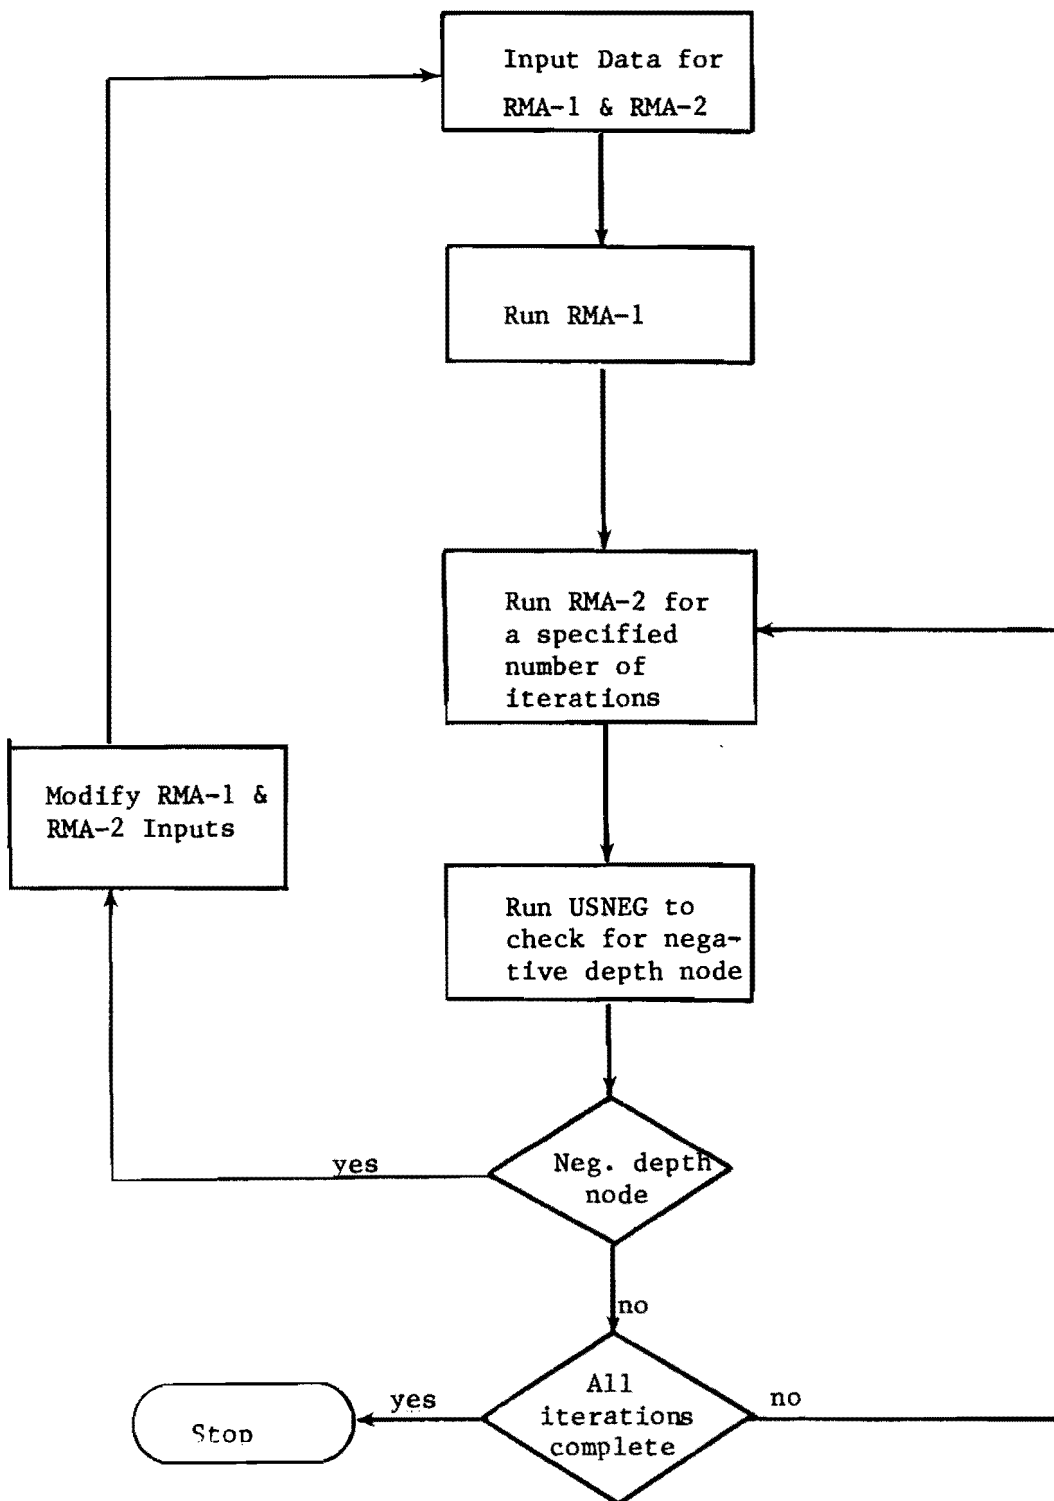 Input Data for
RMA-1 & RMA-2
Run RMA-1
Run RMA-2 for
a specified
number of
iterations
Modify RMA-1 &
RMA-2 Inputs
Run USNEG to
check for nega-
tive depth node
yes
Neg. depth
node
no
All
iterations
complete
yes
no
Stop